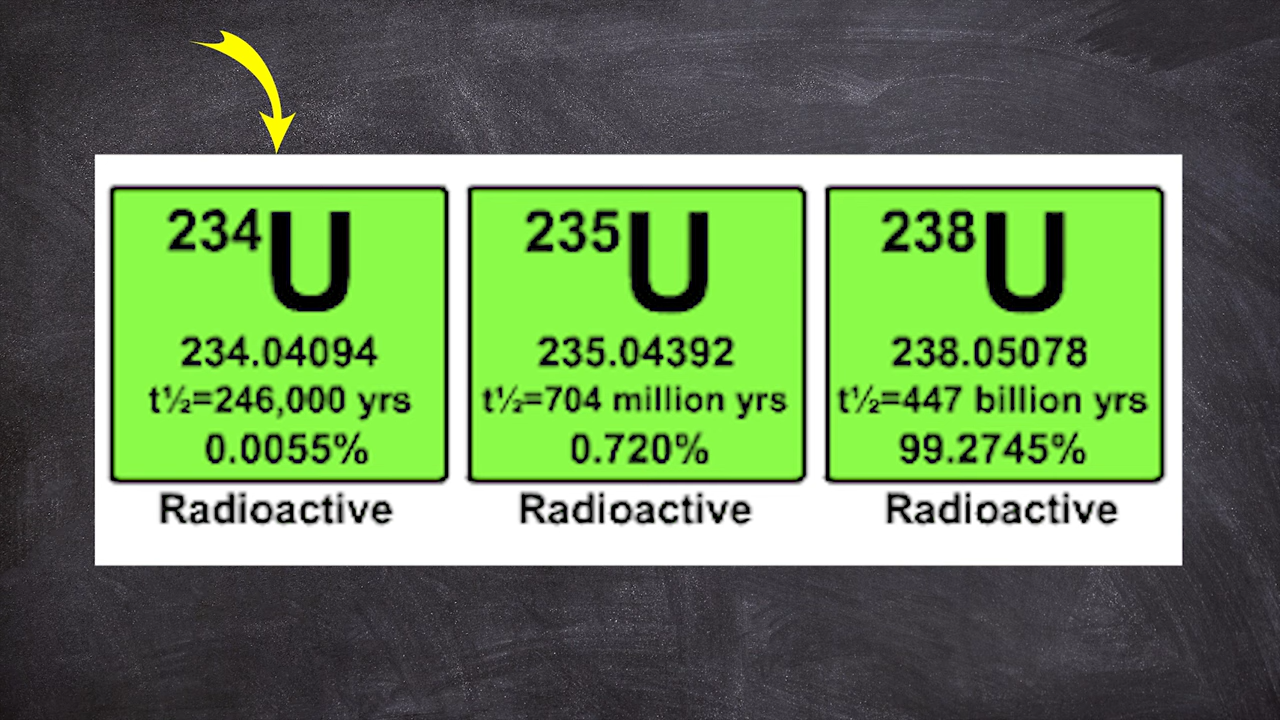 234U
234.04094
t½=246,000 yrs
0.0055%
Radioactive
235U
235.04392
t½=704 million yrs
0.720%
Radioactive
238U
238.05078
t½=447 billion yrs
99.2745%
Radioactive